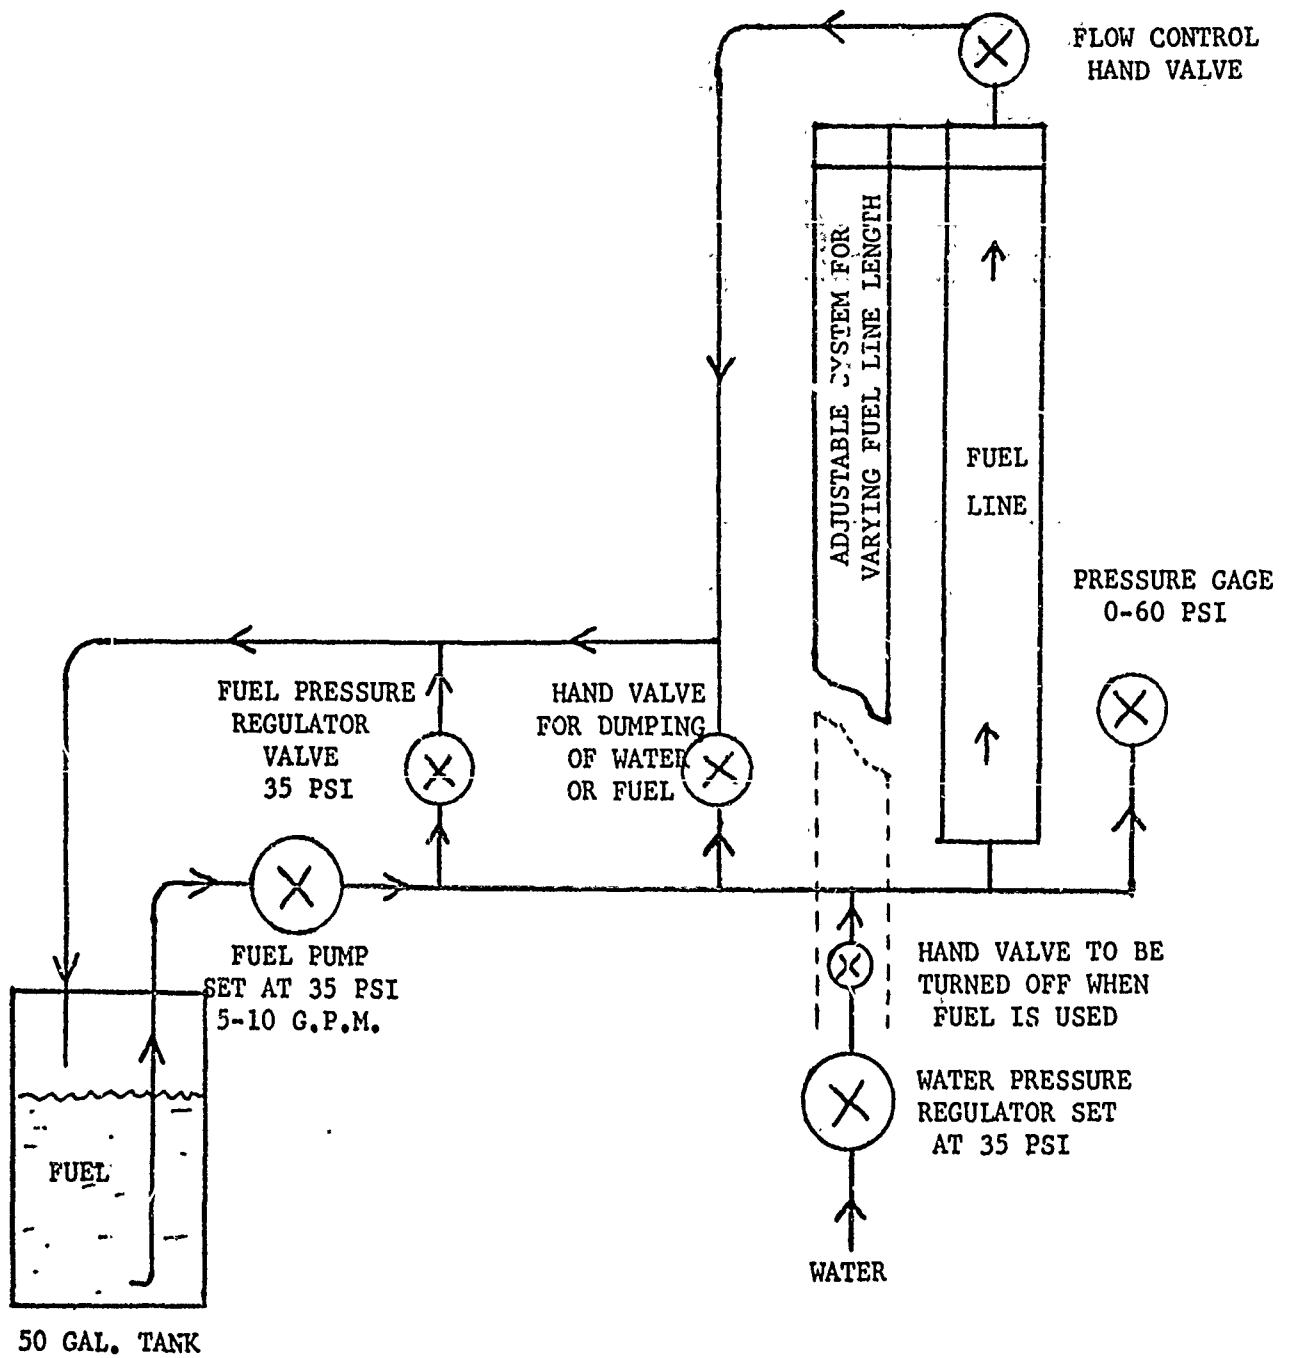 FLOW CONTROL
HAND VALVE
ADJUSTABLE SYSTEM FOR
VARYING FUEL LINE LENGTH
FUEL
LINE
PRESSURE GAGE
0-60 PSI
FUEL PRESSURE
REGULATOR
VALVE
35 PSI
HAND VALVE
FOR DUMPING
OF WATER
OR FUEL
FUEL PUMP
SET AT 35 PSI
5-10 G.P.M.
HAND VALVE TO BE
TURNED OFF WHEN
FUEL IS USED
WATER PRESSURE
REGULATOR SET
AT 35 PSI
FUEL
WATER
50 GAL. TANK